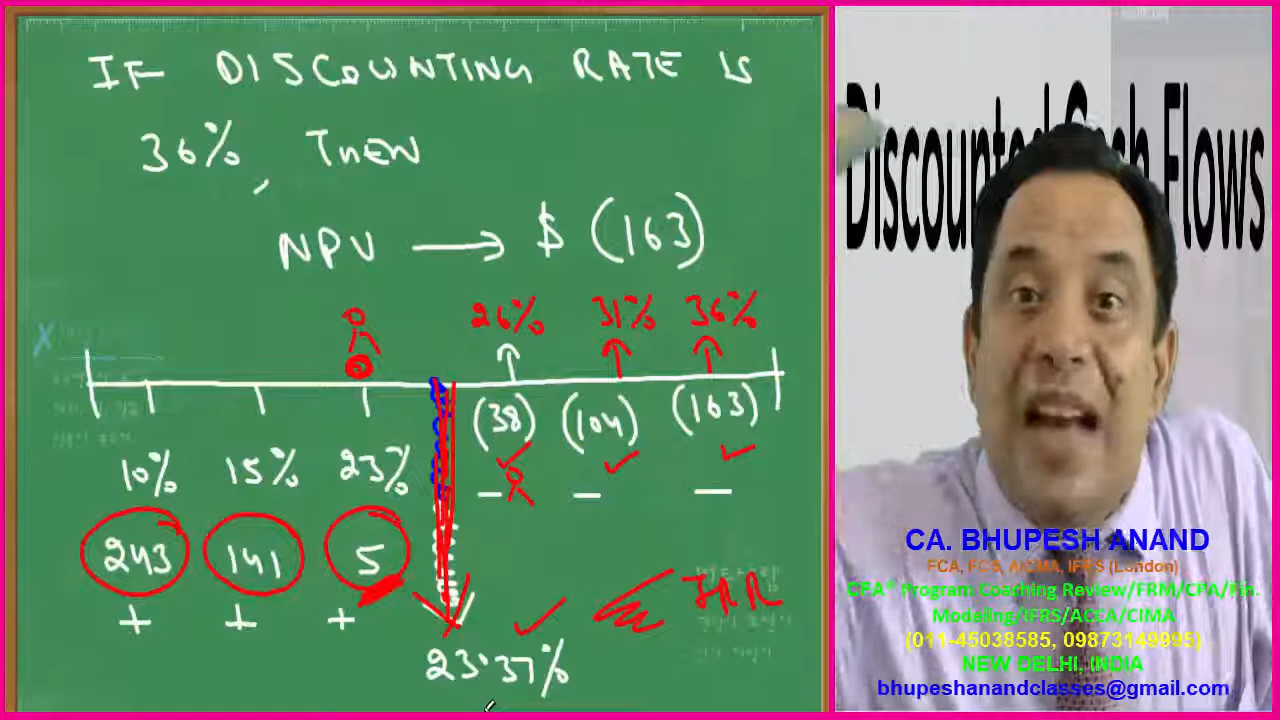 IF DISCOUNTING RATE IS
36%, THEN
NPV → $ (163)
26% 31% 36%
(38) (104) (163)
10% 15% 23%
243 141 5
+ + + − − −
IRR
23.37%
Discounted Cash Flows
CA. BHUPESH ANAND
FCA, FCS, AICMA, IFRS (London)
CFA® Program Coaching Review/FRM/CPA/Fin.
Modeling/IFRS/ACCA/CIMA
(011-45038585, 09873149995)
NEW DELHI, INDIA
bhupeshanandclasses@gmail.com